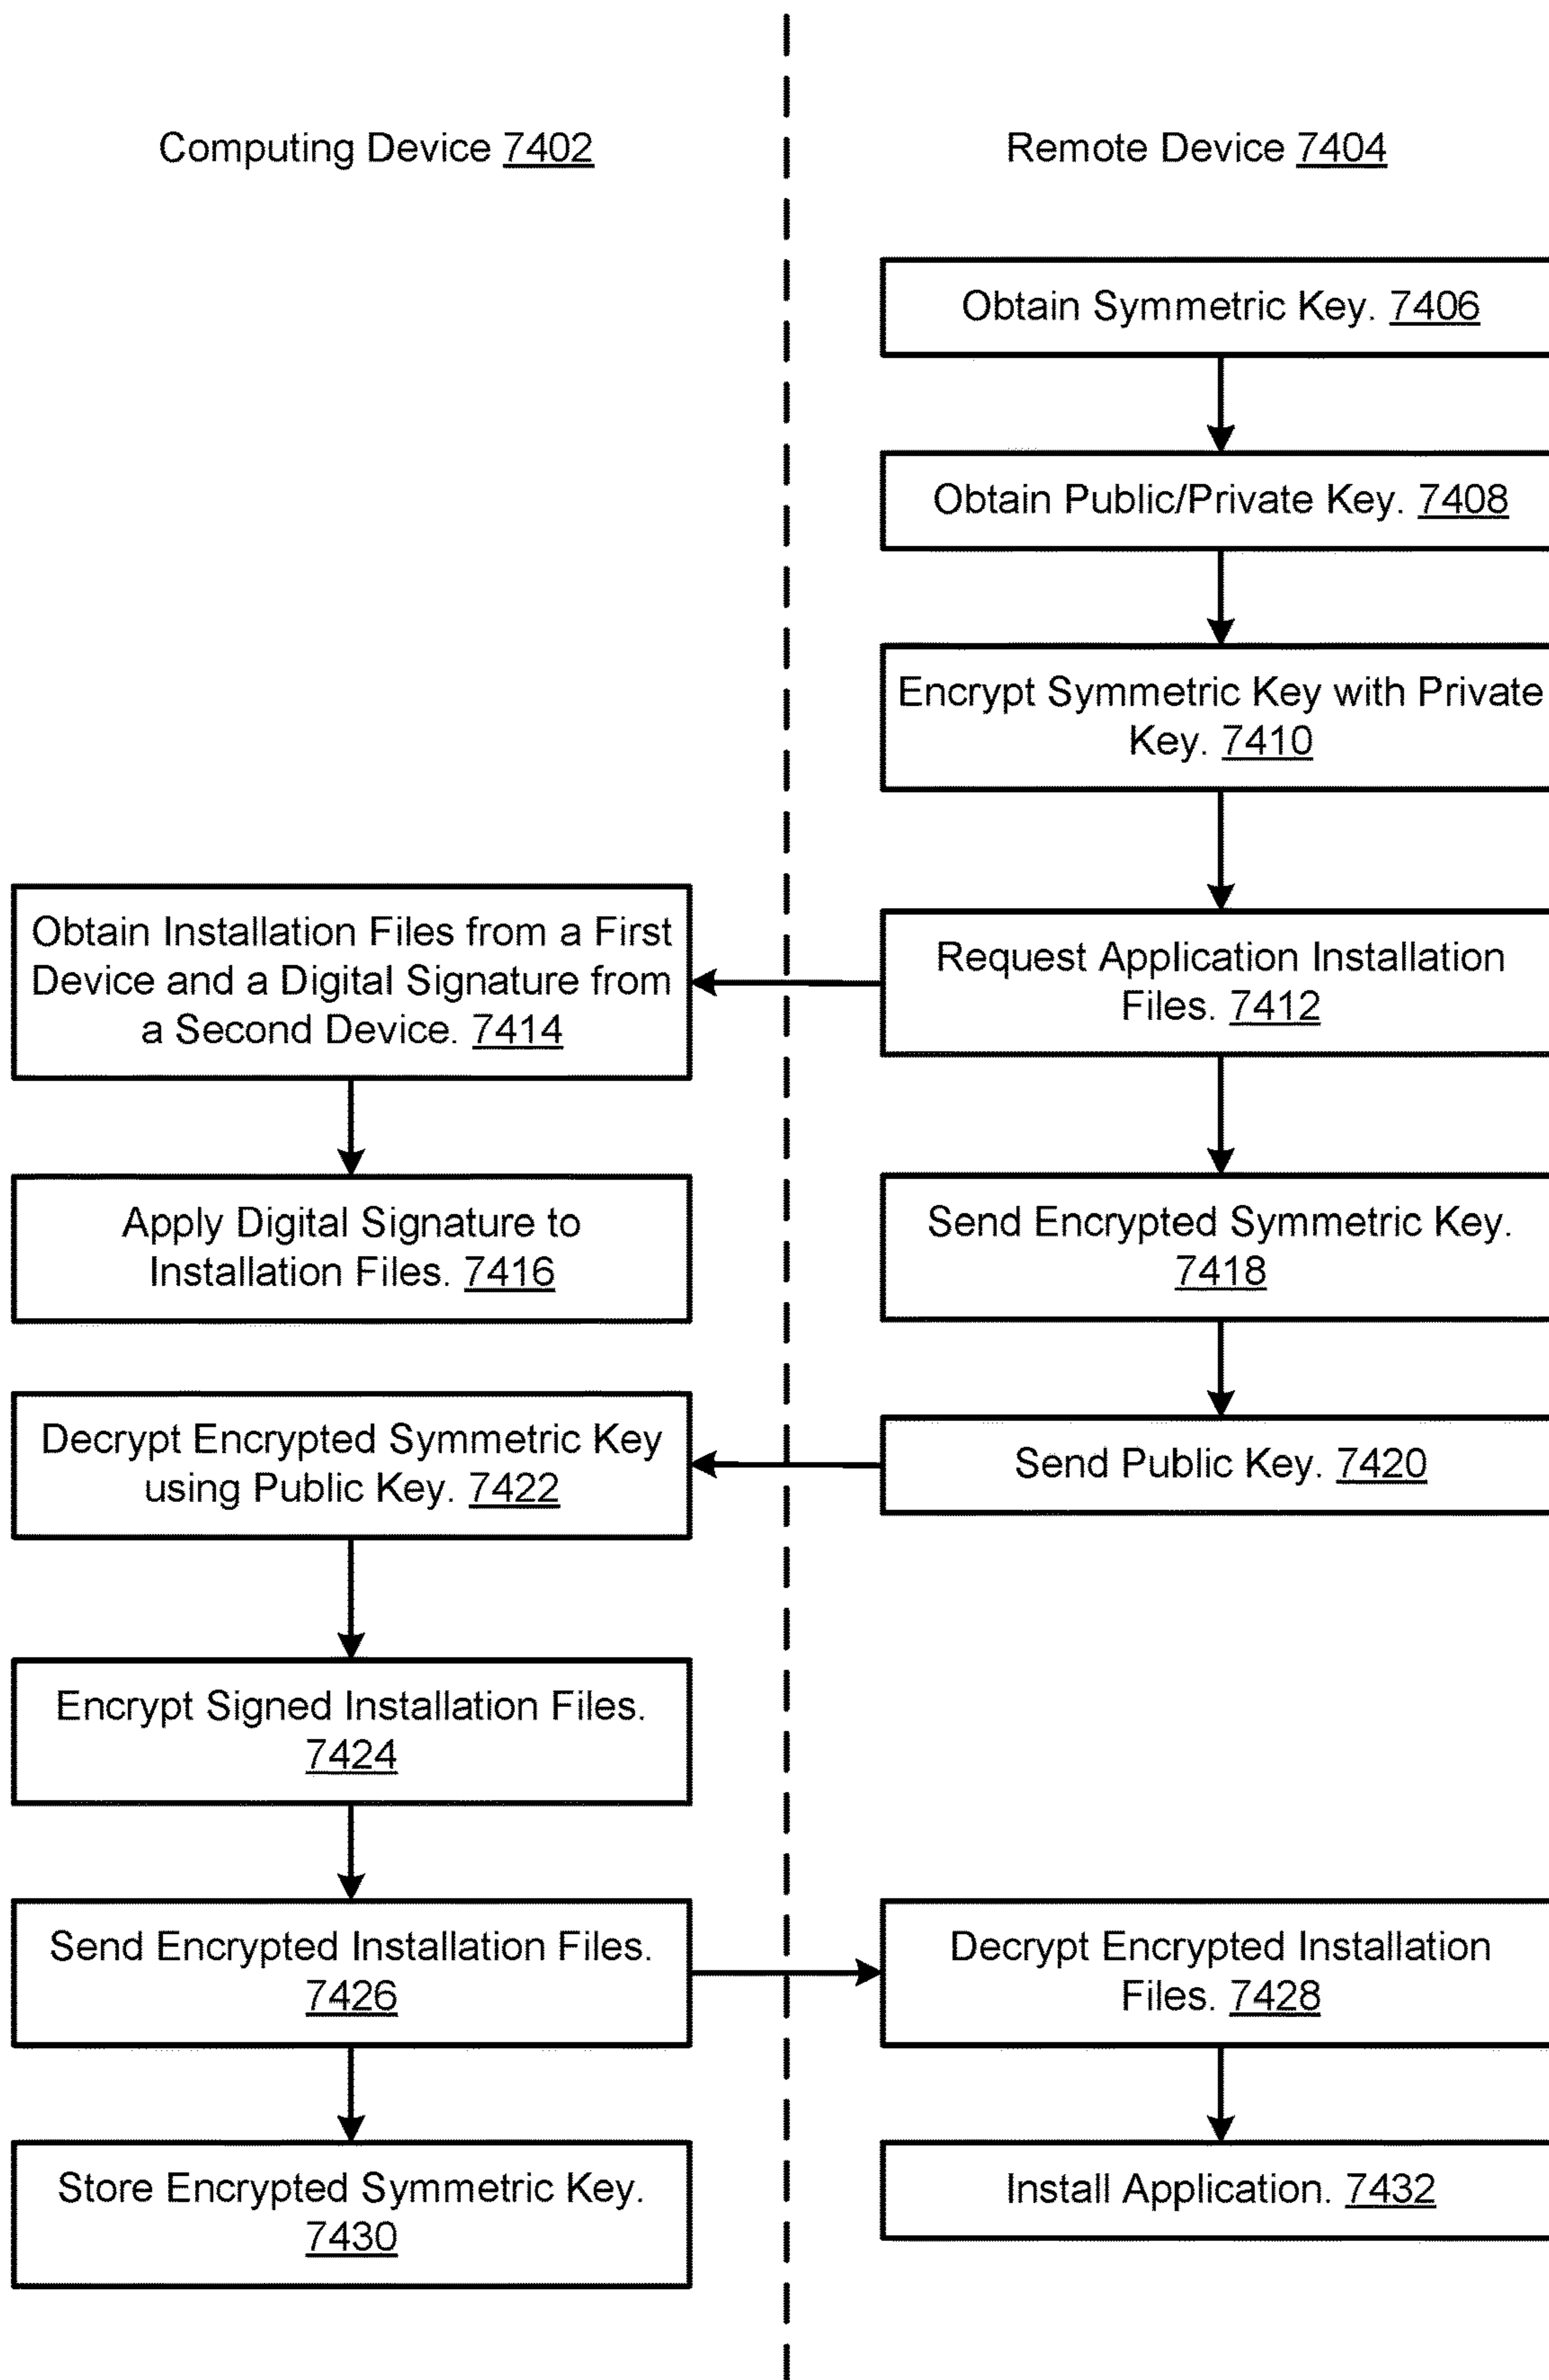 Computing Device 7402
Remote Device 7404
Obtain Symmetric Key. 7406
Obtain Public/Private Key. 7408
Encrypt Symmetric Key with Private
Key. 7410
Request Application Installation
Files. 7412
Obtain Installation Files from a First
Device and a Digital Signature from
a Second Device. 7414
Apply Digital Signature to
Installation Files. 7416
Send Encrypted Symmetric Key.
7418
Send Public Key. 7420
Decrypt Encrypted Symmetric Key
using Public Key. 7422
Encrypt Signed Installation Files.
7424
Send Encrypted Installation Files.
7426
Decrypt Encrypted Installation
Files. 7428
Store Encrypted Symmetric Key.
7430
Install Application. 7432